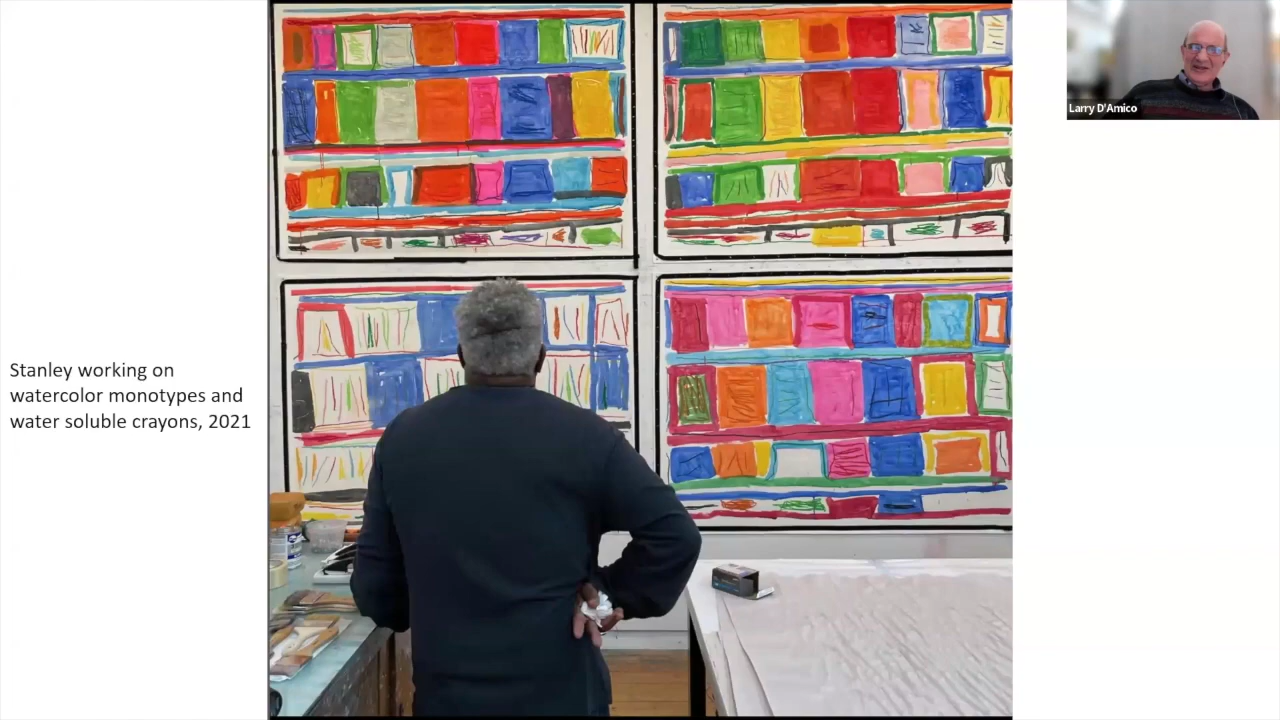 Stanley working on
watercolor monotypes and
water soluble crayons, 2021
Larry D'Amico